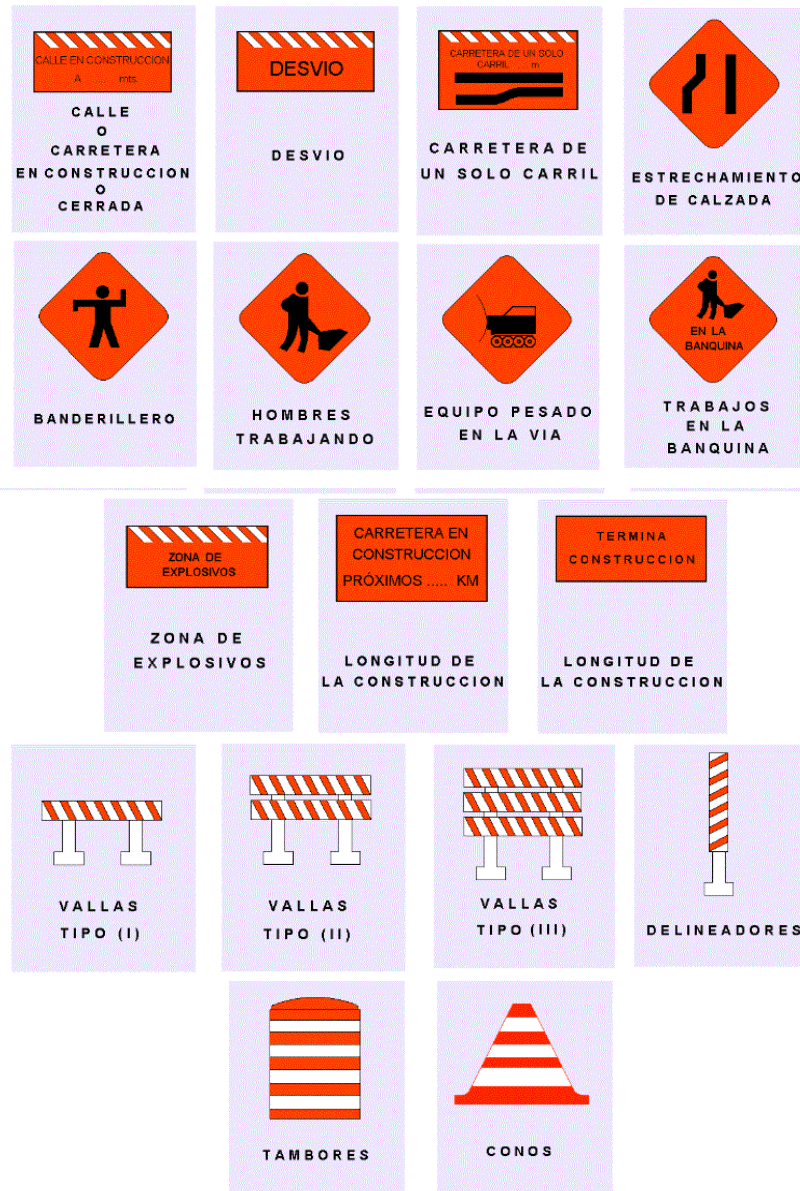 CALLE EN CONSTRUCCION
A ........ mts.
CALLE
O
CARRETERA
EN CONSTRUCCION
O
CERRADA
DESVIO
DESVIO
CARRETERA DE UN SOLO
CARRIL ..... m
CARRETERA DE
UN SOLO CARRIL
ESTRECHAMIENTO
DE CALZADA
BANDERILLERO
HOMBRES
TRABAJANDO
EQUIPO PESADO
EN LA VIA
EN LA
BANQUINA
TRABAJOS
EN LA
BANQUINA
ZONA DE
EXPLOSIVOS
ZONA DE
EXPLOSIVOS
CARRETERA EN
CONSTRUCCION
PRÓXIMOS ..... KM
LONGITUD DE
LA CONSTRUCCION
TERMINA
CONSTRUCCION
LONGITUD DE
LA CONSTRUCCION
VALLAS
TIPO (I)
VALLAS
TIPO (II)
VALLAS
TIPO (III)
DELINEADORES
TAMBORES
CONOS